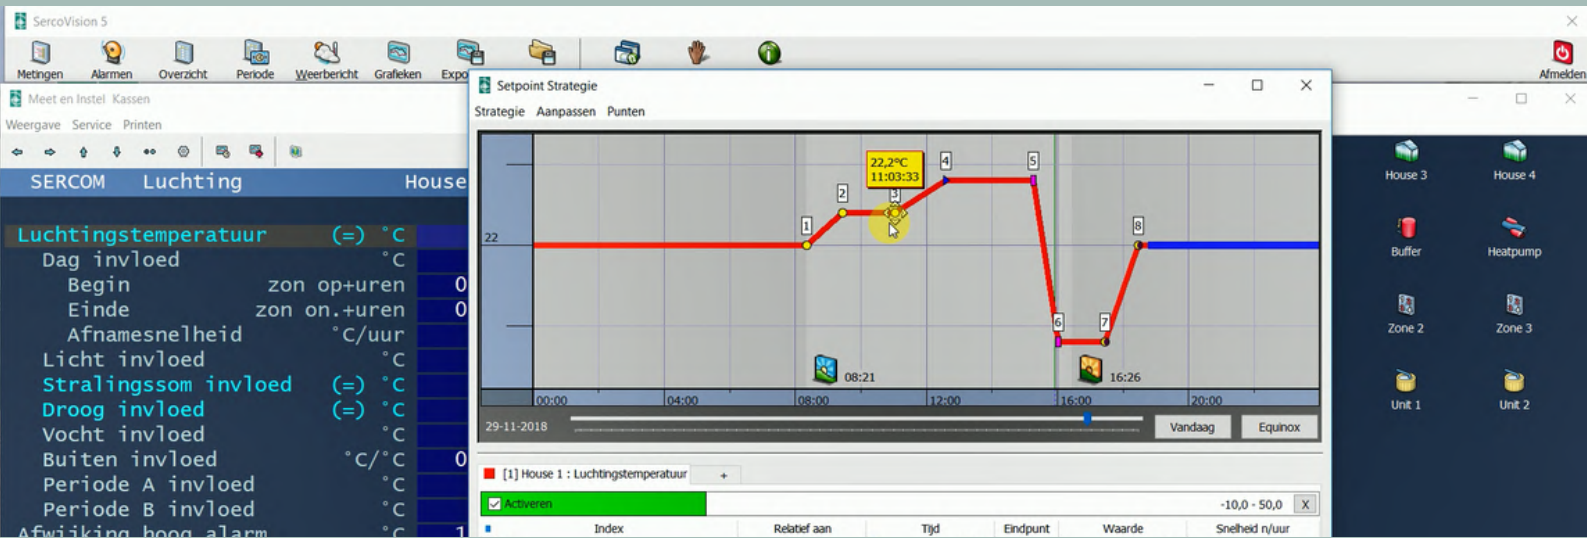 SercoVision 5
Metingen Alarmen Overzicht Periode Weerbericht Grafieken Expo
Afmelden
Meet en Instel Kassen
Weergave Service Printen
SERCOM Luchting House
Luchtingstemperatuur (=) °C
Dag invloed °C
Begin zon op+uren 0
Einde zon on.+uren 0
Afnamesnelheid °C/uur
Licht invloed °C
Stralingssom invloed (=) °C
Droog invloed (=) °C
Vocht invloed °C
Buiten invloed °C/°C 0
Periode A invloed °C
Periode B invloed °C
Afwijking hoog alarm °C 1
Setpoint Strategie
Strategie Aanpassen Punten
22,2°C
11:03:33
4
5
2
3
1
8
22
6
7
08:21
16:26
00:00 04:00 08:00 12:00 16:00 20:00
29-11-2018
Vandaag Equinox
[1] House 1 : Luchtingstemperatuur +
Activeren -10,0 - 50,0 X
Index Relatief aan Tijd Eindpunt Waarde Snelheid n/uur
House 3 House 4
Buffer Heatpump
Zone 2 Zone 3
Unit 1 Unit 2